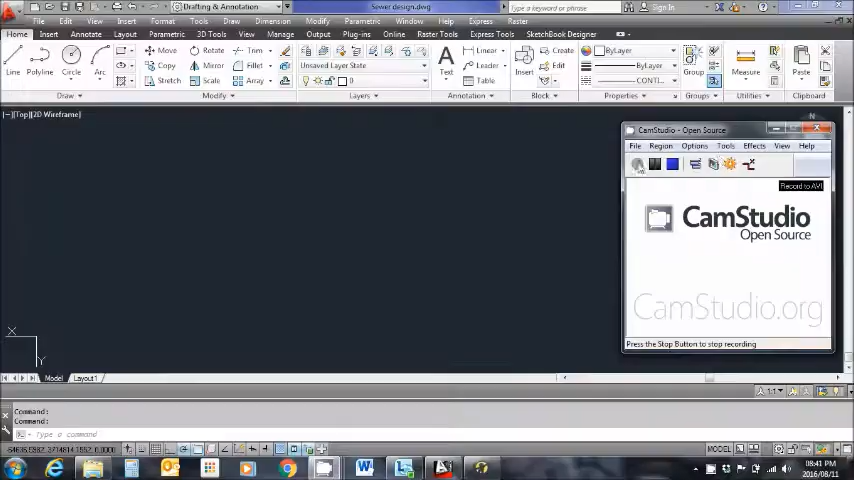 Drafting & Annotation
Sewer design.dwg
Type a keyword or phrase
Sign In
File Edit View Insert Format Tools Draw Dimension Modify Parametric Window Help Express Raster
Home Insert Annotate Layout Parametric 3D Tools View Manage Output Plug-ins Online Raster Tools Express Tools SketchBook Designer
Line Polyline Circle Arc
Move Rotate Trim
Copy Mirror Fillet
Stretch Scale Array
Unsaved Layer State
0
Text
Linear
Leader
Table
Insert
Create
Edit
ByLayer
ByLayer
CONTI...
Group
Measure
Paste
Draw Modify Layers Annotation Block Properties Groups Utilities Clipboard
[−][Top][2D Wireframe]
N
CamStudio - Open Source
File Region Options Tools Effects View Help
Record to AVI
CamStudio
Open Source
CamStudio.org
Press the Stop Button to stop recording
X
Y
Model Layout1
1:1
Command:
Command:
Type a command
MODEL
08:41 PM
2016/08/11